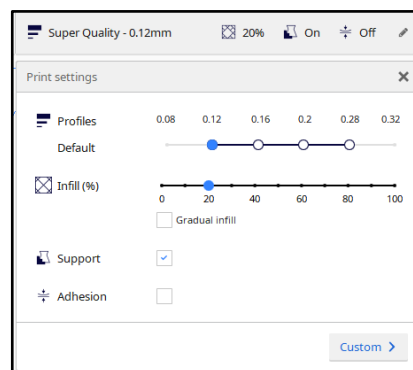 Super Quality - 0.12mm 20% On Off
Print settings
Profiles 0.08 0.12 0.16 0.2 0.28 0.32
Default
Infill (%)
0 20 40 60 80 100
Gradual infill
Support
Adhesion
Custom